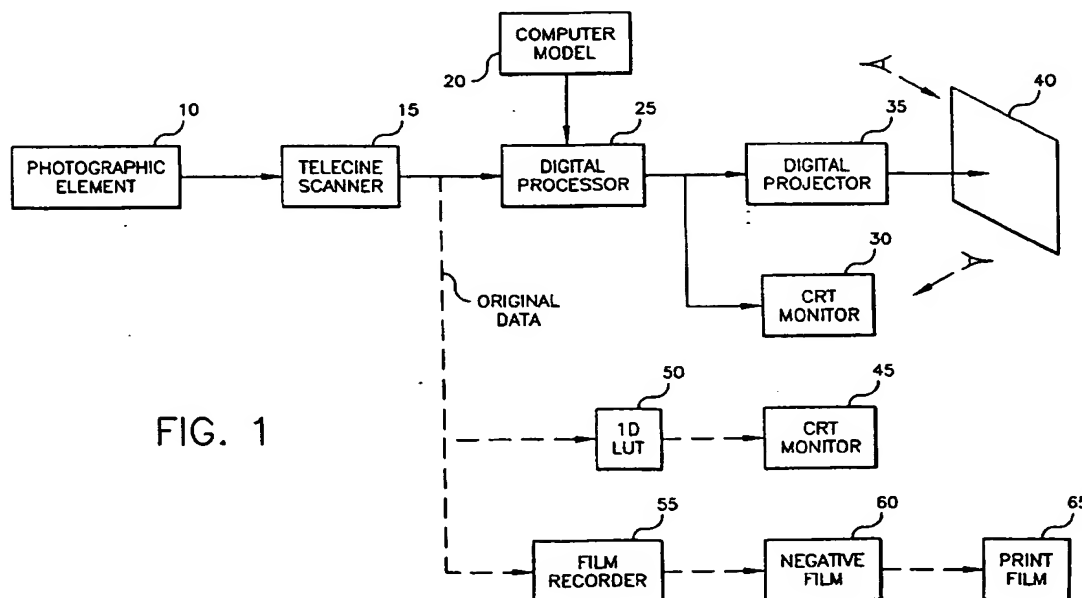 COMPUTER
MODEL
20
10
15
25
35
40
PHOTOGRAPHIC
ELEMENT
TELECINE
SCANNER
DIGITAL
PROCESSOR
DIGITAL
PROJECTOR
30
CRT
MONITOR
ORIGINAL
DATA
FIG. 1
50
45
1D
LUT
CRT
MONITOR
55
60
65
FILM
RECORDER
NEGATIVE
FILM
PRINT
FILM